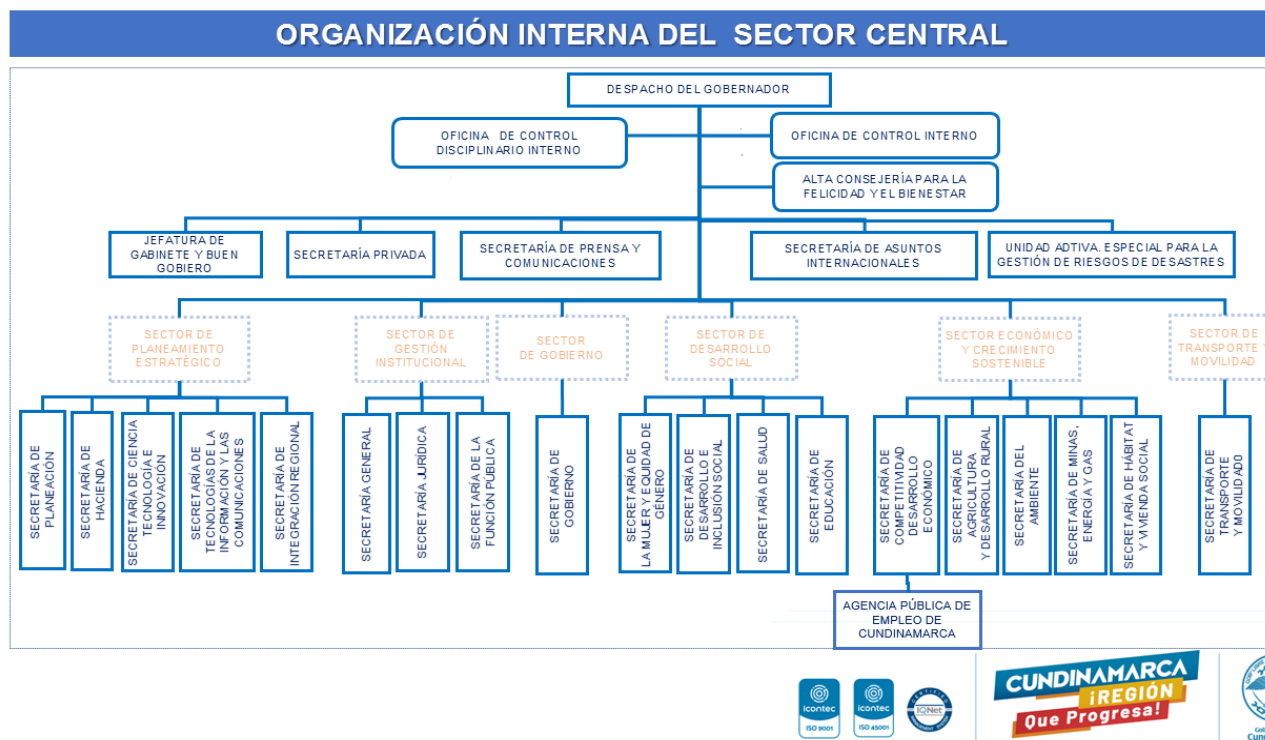 ORGANIZACIÓN INTERNA DEL SECTOR CENTRAL
DESPACHO DEL GOBERNADOR
OFICINA DE CONTROL
DISCIPLINARIO INTERNO
OFICINA DE CONTROL INTERNO
ALTA CONSEJERÍA PARA LA
FELICIDAD Y EL BIENESTAR
JEFATURA DE
GABINETE Y BUEN
GOBIERO
SECRETARÍA PRIVADA
SECRETARÍA DE PRENSA Y
COMUNICACIONES
SECRETARÍA DE ASUNTOS
INTERNACIONALES
UNIDAD ADTIVA. ESPECIAL PARA LA
GESTIÓN DE RIESGOS DE DESASTRES
SECTOR DE
PLANEAMIENTO
ESTRATÉGICO
SECTOR DE
GESTIÓN
INSTITUCIONAL
SECTOR
DE GOBIERNO
SECTOR DE
DESARROLLO
SOCIAL
SECTOR ECONÓMICO
Y CRECIMIENTO
SOSTENIBLE
SECTOR DE
TRANSPORTE Y
MOVILIDAD
SECRETARÍA DE
PLANEACIÓN
SECRETARÍA DE
HACIENDA
SECRETARÍA DE CIENCIA
TECNOLOGÍA E
INNOVACIÓN
SECRETARÍA DE
TECNOLOGÍAS DE LA
INFORMACIÓN Y LAS
COMUNICACIONES
SECRETARÍA DE
INTEGRACIÓN REGIONAL
SECRETARÍA GENERAL
SECRETARÍA JURÍDICA
SECRETARÍA DE LA
FUNCIÓN PÚBLICA
SECRETARÍA DE
GOBIERNO
SECRETARÍA DE
LA MUJER Y EQUIDAD DE
GÉNERO
SECRETARÍA DE
DESARROLLO E
INCLUSIÓN SOCIAL
SECRETARÍA DE SALUD
SECRETARÍA DE
EDUCACIÓN
SECRETARÍA DE
COMPETITIVIDAD
DESARROLLO
ECONÓMICO
SECRETARÍA DE
AGRICULTURA
Y DESARROLLO RURAL
SECRETARÍA DEL
AMBIENTE
SECRETARÍA DE MINAS,
ENERGÍA Y GAS
SECRETARÍA DE HÁBITAT
Y VIVIENDA SOCIAL
SECRETARÍA DE
TRANSPORTE
Y MOVILIDAD
AGENCIA PÚBLICA DE
EMPLEO DE
CUNDINAMARCA
icontec
ISO 9001
icontec
ISO 45001
CERTIFIED
IQNet
MANAGEMENT SYSTEM
CUNDINAMARCA
¡REGIÓN
Que Progresa!